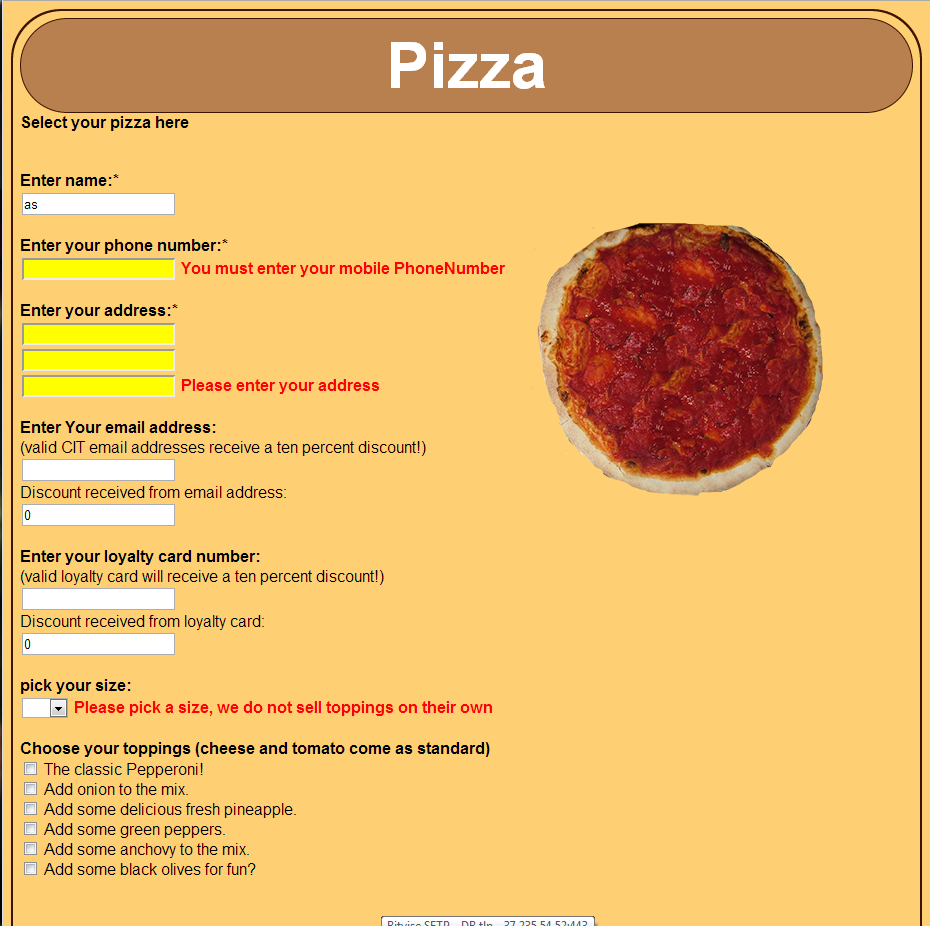 Pizza
Select your pizza here
Enter name:*
as
Enter your phone number:*
You must enter your mobile PhoneNumber
Enter your address:*
Please enter your address
Enter Your email address:
(valid CIT email addresses receive a ten percent discount!)
Discount received from email address:
0
Enter your loyalty card number:
(valid loyalty card will receive a ten percent discount!)
Discount received from loyalty card:
0
pick your size:
Please pick a size, we do not sell toppings on their own
Choose your toppings (cheese and tomato come as standard)
The classic Pepperoni!
Add onion to the mix.
Add some delicious fresh pineapple.
Add some green peppers.
Add some anchovy to the mix.
Add some black olives for fun?